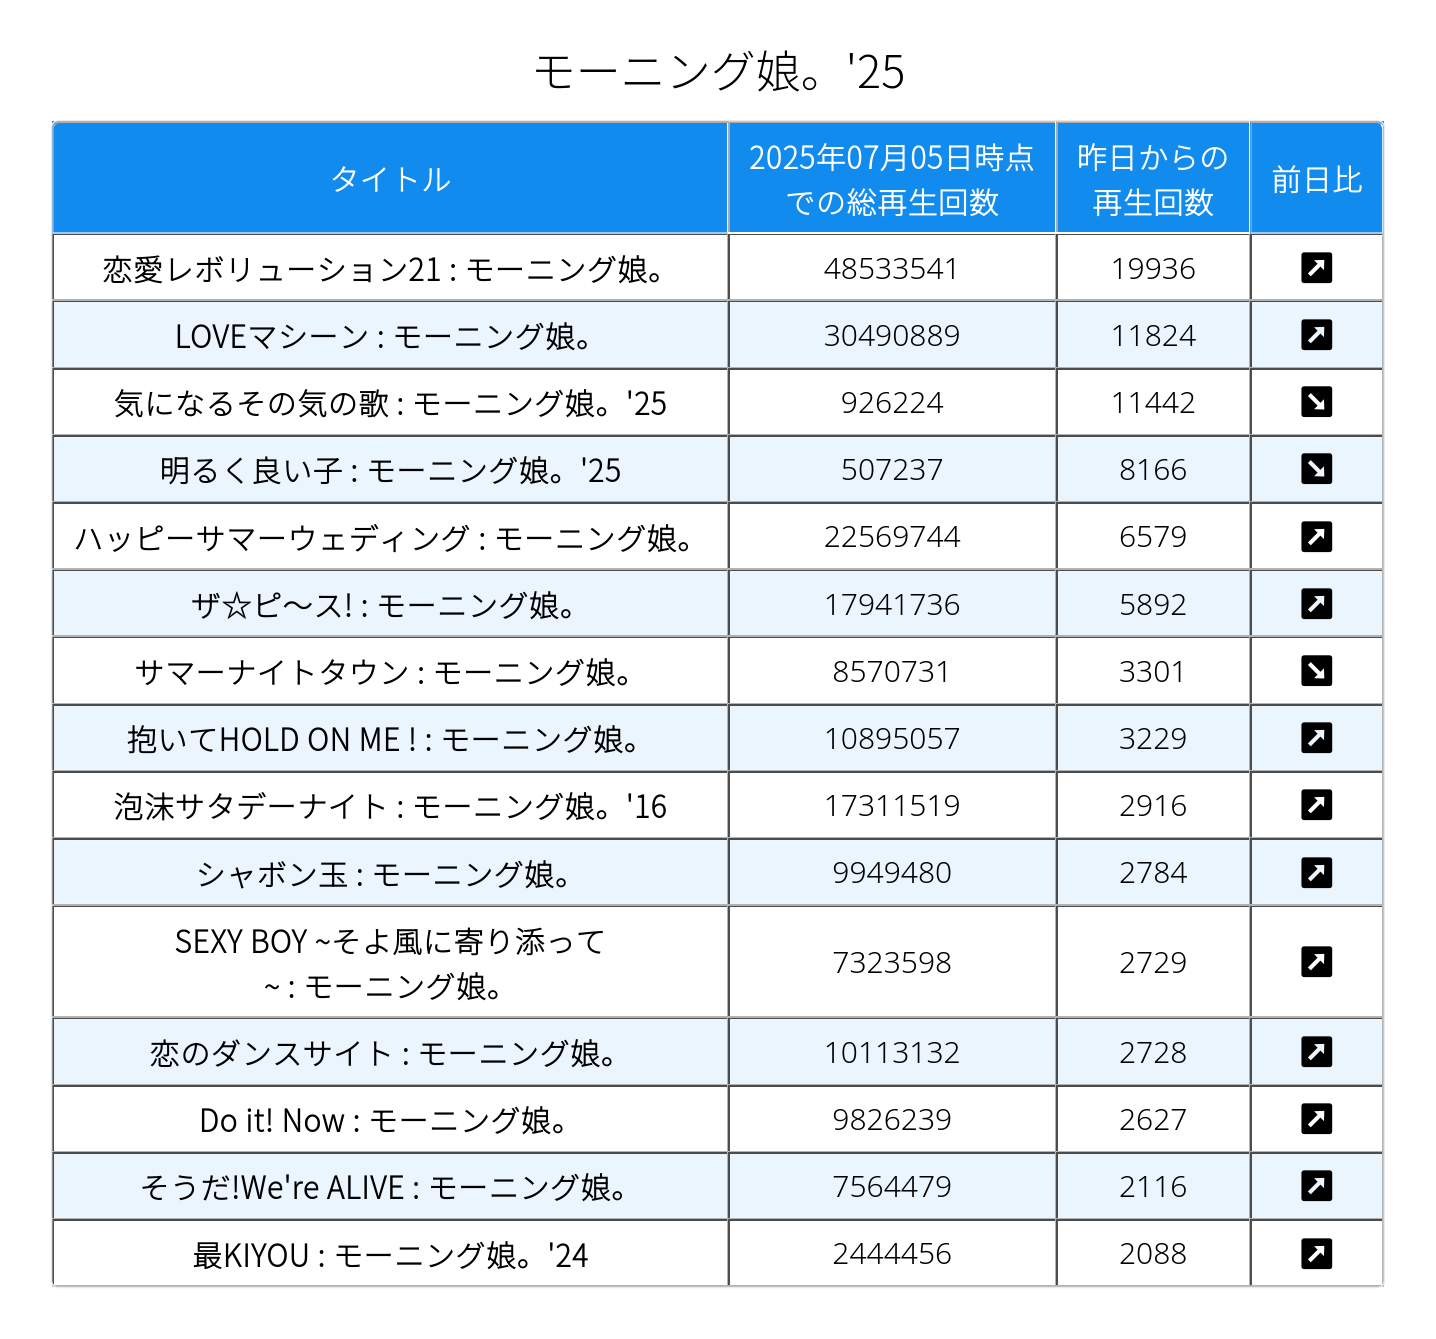 モーニング娘。'25
タイトル
2025年07月05日時点
での総再生回数
昨日からの
再生回数
前日比
恋愛レボリューション21 : モーニング娘。 48533541 19936
LOVEマシーン : モーニング娘。 30490889 11824
気になるその気の歌 : モーニング娘。'25 926224 11442
明るく良い子 : モーニング娘。'25 507237 8166
ハッピーサマーウェディング : モーニング娘。 22569744 6579
ザ☆ピ〜ス! : モーニング娘。 17941736 5892
サマーナイトタウン : モーニング娘。 8570731 3301
抱いてHOLD ON ME ! : モーニング娘。 10895057 3229
泡沫サタデーナイト : モーニング娘。'16 17311519 2916
シャボン玉 : モーニング娘。 9949480 2784
SEXY BOY ~そよ風に寄り添って
~ : モーニング娘。 7323598 2729
恋のダンスサイト : モーニング娘。 10113132 2728
Do it! Now : モーニング娘。 9826239 2627
そうだ!We're ALIVE : モーニング娘。 7564479 2116
最KIYOU : モーニング娘。'24 2444456 2088